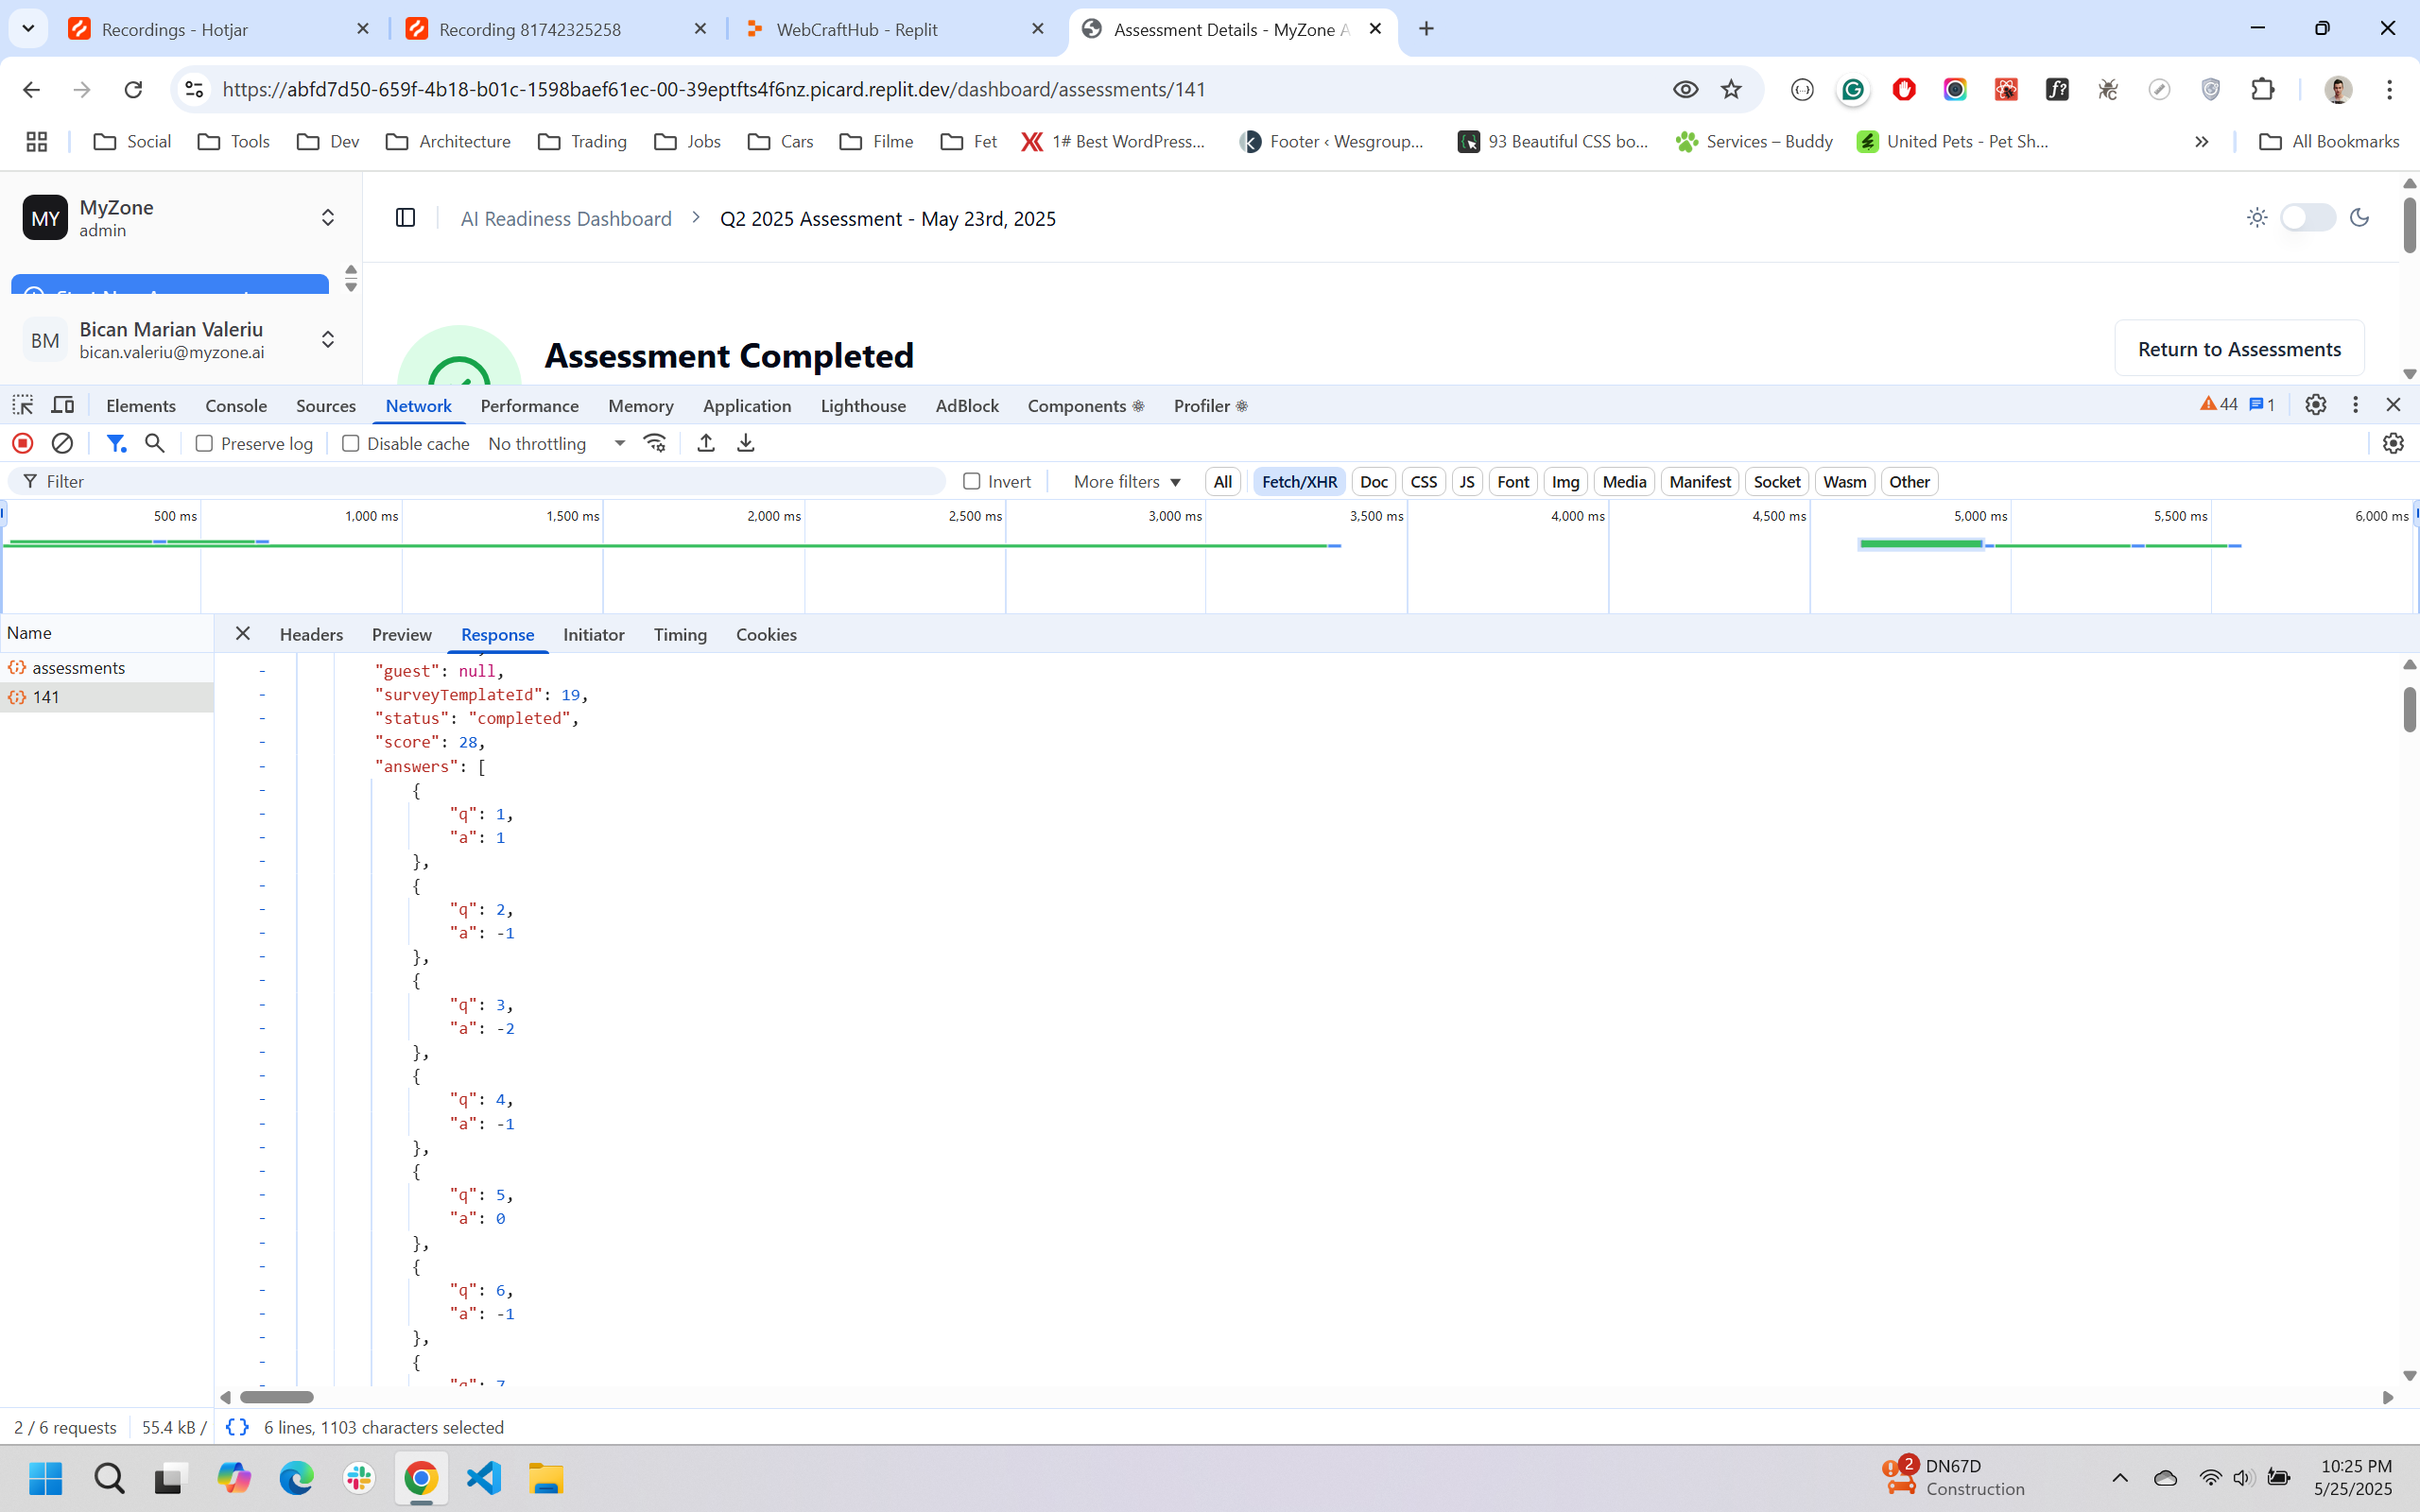 Recordings - Hotjar
Recording 81742325258
WebCraftHub - Replit
Assessment Details - MyZone A
https://abfd7d50-659f-4b18-b01c-1598baef61ec-00-39eptfts4f6nz.picard.replit.dev/dashboard/assessments/141
Social
Tools
Dev
Architecture
Trading
Jobs
Cars
Filme
Fet
1# Best WordPress...
Footer ‹ Wesgroup...
93 Beautiful CSS bo...
Services – Buddy
United Pets - Pet Sh...
»
All Bookmarks
MY
MyZone
admin
AI Readiness Dashboard
Q2 2025 Assessment - May 23rd, 2025
BM
Bican Marian Valeriu
bican.valeriu@myzone.ai
Assessment Completed
Return to Assessments
Elements
Console
Sources
Network
Performance
Memory
Application
Lighthouse
AdBlock
Components
Profiler
44
1
Preserve log
Disable cache
No throttling
Filter
Invert
More filters
All
Fetch/XHR
Doc
CSS
JS
Font
Img
Media
Manifest
Socket
Wasm
Other
500 ms
1,000 ms
1,500 ms
2,000 ms
2,500 ms
3,000 ms
3,500 ms
4,000 ms
4,500 ms
5,000 ms
5,500 ms
6,000 ms
Name
Headers
Preview
Response
Initiator
Timing
Cookies
assessments
141
- "guest": null,
- "surveyTemplateId": 19,
- "status": "completed",
- "score": 28,
- "answers": [
- {
- "q": 1,
- "a": 1
- },
- {
- "q": 2,
- "a": -1
- },
- {
- "q": 3,
- "a": -2
- },
- {
- "q": 4,
- "a": -1
- },
- {
- "q": 5,
- "a": 0
- },
- {
- "q": 6,
- "a": -1
- },
- {
- "q": 7
2 / 6 requests
55.4 kB /
{ } 6 lines, 1103 characters selected
2
DN67D
Construction
10:25 PM
5/25/2025